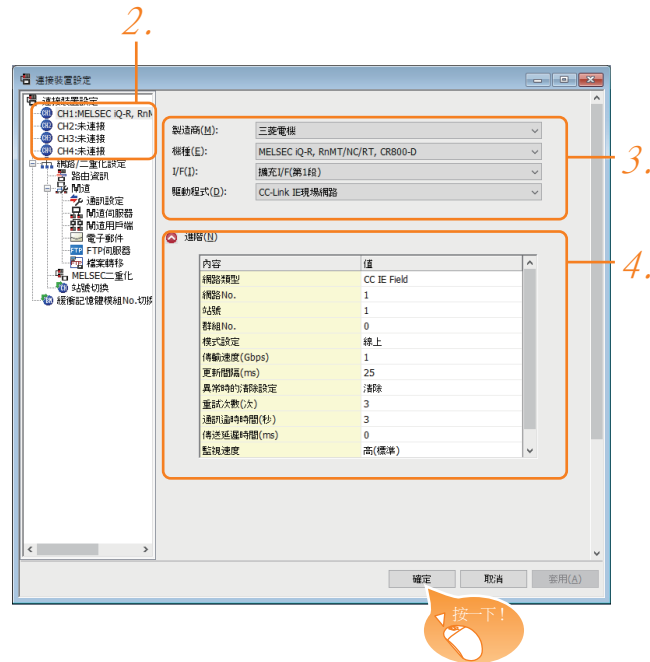 2.
連接裝置設定
連接裝置設定
CH1:MELSEC iQ-R, RnM
CH2:未連接
CH3:未連接
CH4:未連接
網路/二重化設定
路由資訊
閘道
通訊設定
閘道伺服器
閘道用戶端
電子郵件
FTP伺服器
檔案轉移
MELSEC二重化
站號切換
緩衝記憶體模組No.切換
製造商(M):
三菱電機
機種(E):
MELSEC iQ-R, RnMT/NC/RT, CR800-D
I/F(I):
擴充I/F(第1段)
驅動程式(D):
CC-Link IE現場網路
3.
進階(N)
內容 值
網路類型 CC IE Field
網路No. 1
站號 1
群組No. 0
模式設定 線上
傳輸速度(Gbps) 1
更新間隔(ms) 25
異常時的清除設定 清除
重試次數(次) 3
通訊逾時時間(秒) 3
傳送延遲時間(ms) 0
監視速度 高(標準)
4.
確定 取消 套用(A)
按一下!